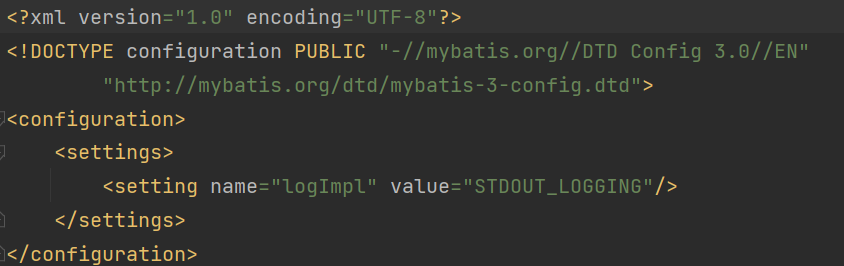 <?xml version="1.0" encoding="UTF-8"?>
<!DOCTYPE configuration PUBLIC "-//mybatis.org//DTD Config 3.0//EN"
        "http://mybatis.org/dtd/mybatis-3-config.dtd">
<configuration>
    <settings>
        <setting name="logImpl" value="STDOUT_LOGGING"/>
    </settings>
</configuration>